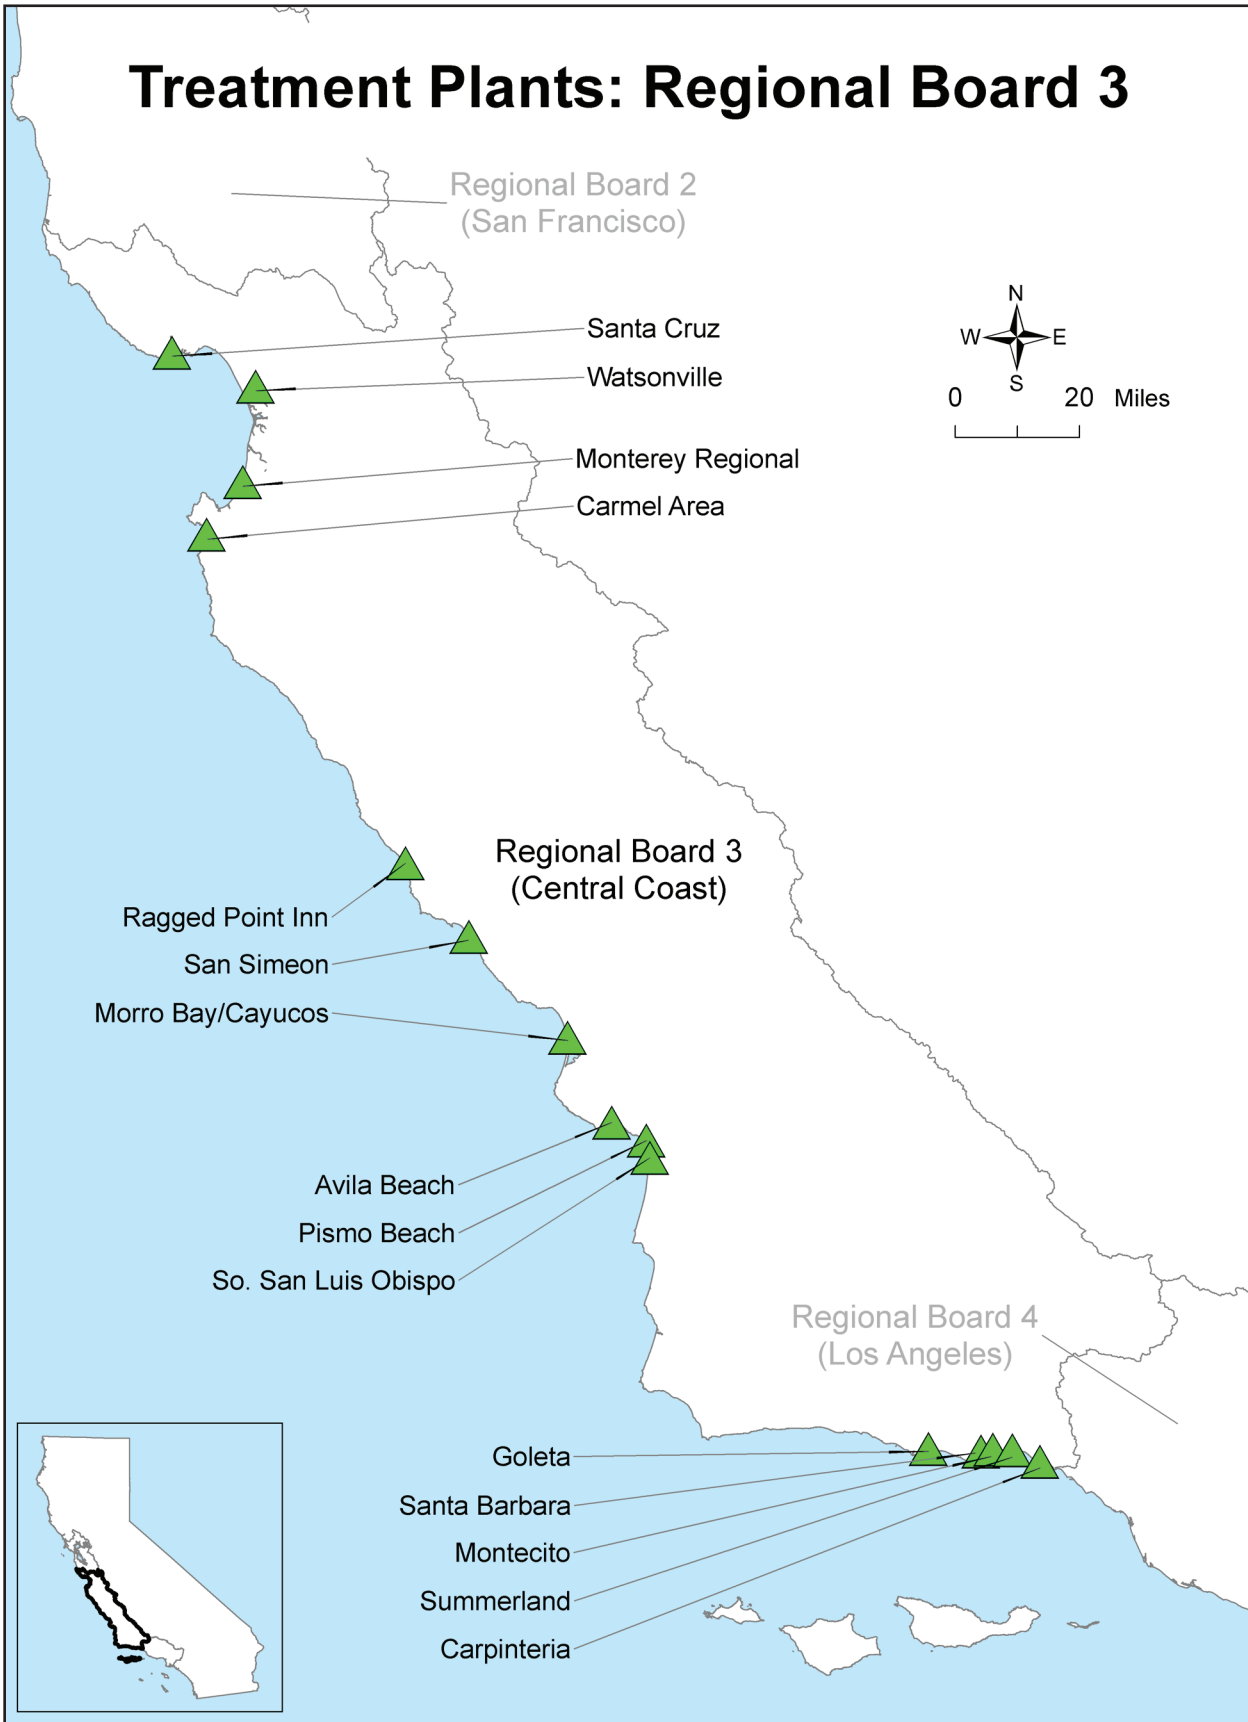 Treatment Plants: Regional Board 3
Regional Board 2
(San Francisco)
N
W E
S
0 20 Miles
Santa Cruz
Watsonville
Monterey Regional
Carmel Area
Regional Board 3
(Central Coast)
Ragged Point Inn
San Simeon
Morro Bay/Cayucos
Avila Beach
Pismo Beach
So. San Luis Obispo
Regional Board 4
(Los Angeles)
Goleta
Santa Barbara
Montecito
Summerland
Carpinteria